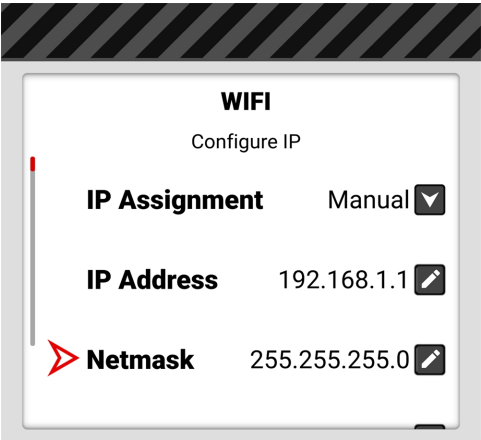 WIFI
Configure IP
IP Assignment Manual
IP Address 192.168.1.1
Netmask 255.255.255.0